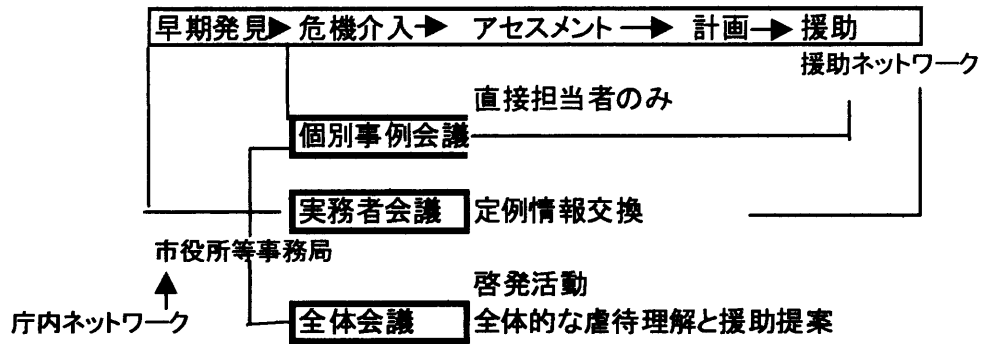 早期発見▶危機介入➔ アセスメント ➔ 計画➔ 援助
援助ネットワーク
直接担当者のみ
個別事例会議
実務者会議 定例情報交換
市役所等事務局
啓発活動
庁内ネットワーク
全体会議 全体的な虐待理解と援助提案